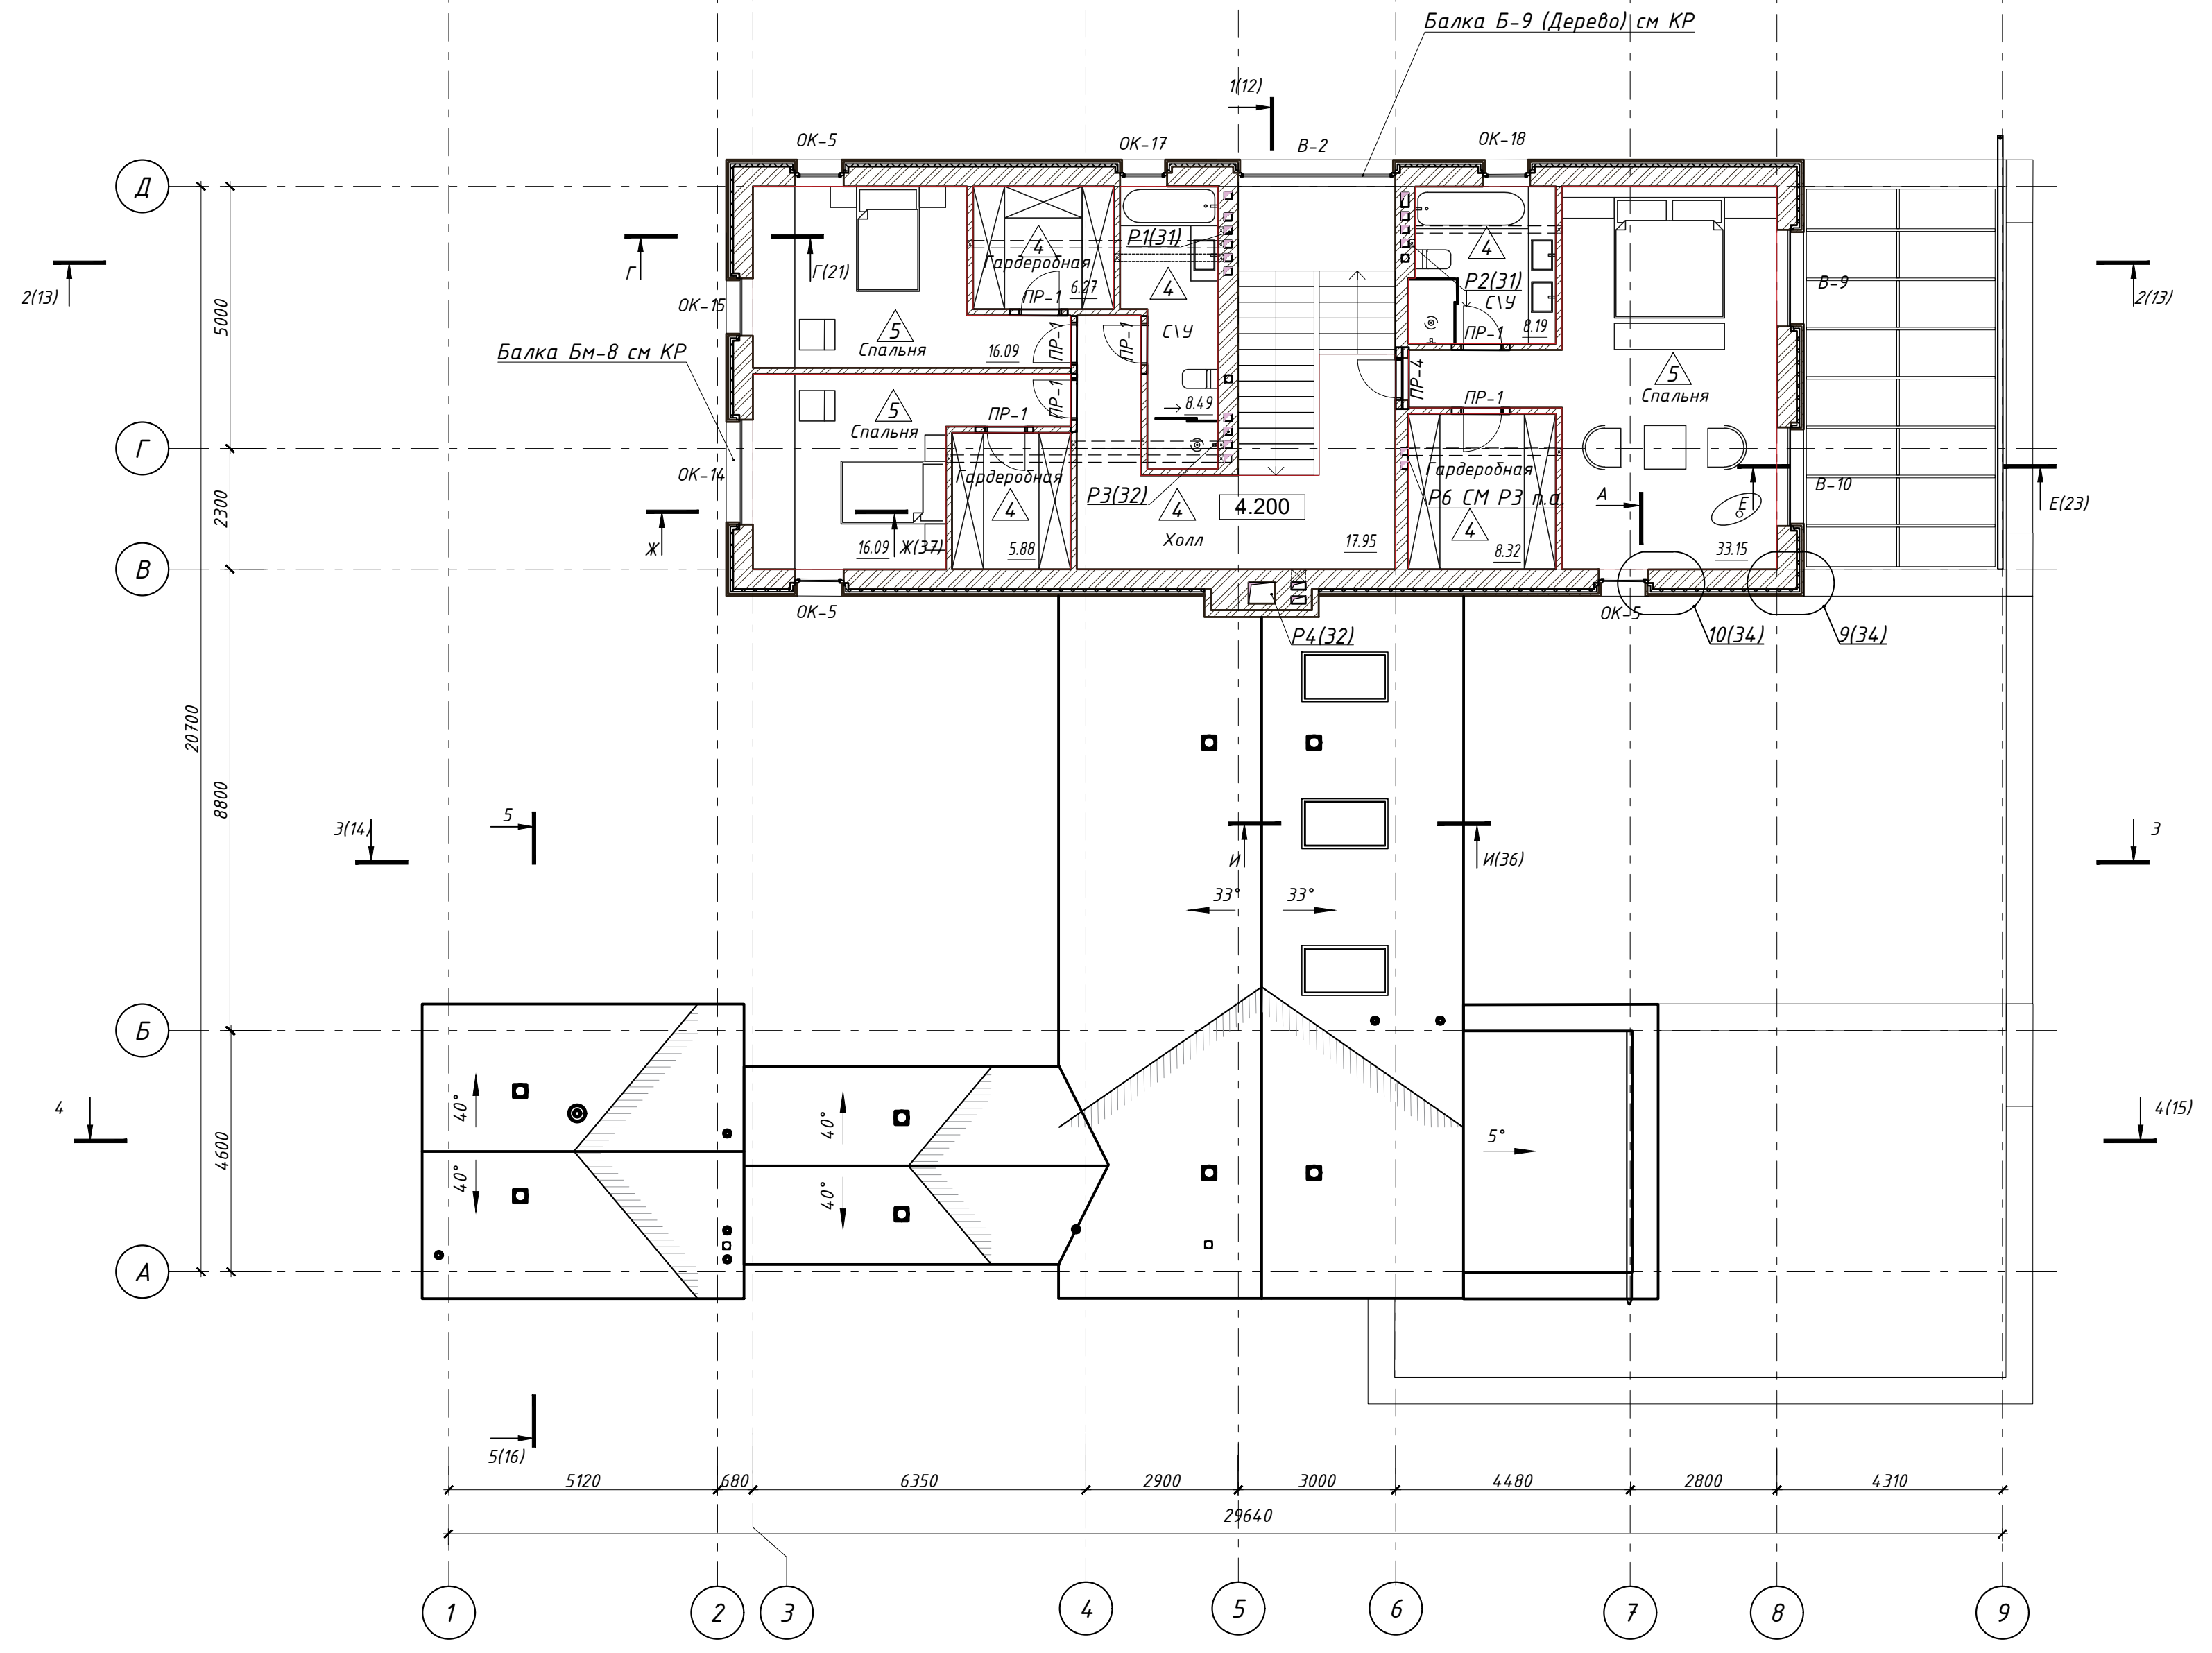 Балка Б-9 (Дерево) см КР
1(12)
ОК-5
ОК-17
В-2
ОК-18
Д
Г
Г(21)
2(13)
2(13)
Р1(31)
4
Гардеробная
6.27
ПР-1
4
С\У
4
Р2(31)
С\У
8.19
ПР-1
В-9
ОК-15
5000
5
Спальня
16.09
ПР-1
ПР-1
Балка Бм-8 см КР
5
Спальня
ПР-1
ПР-1
8.49
ПР-4
ПР-1
5
Спальня
Г
ОК-14
Гардеробная
4
Р3(32)
4
4.200
Гардеробная
Р6 СМ Р3 п.а.
4
А
Е
В-10
Е(23)
2300
Ж
16.09
Ж(37)
5.88
Холл
17.95
8.32
33.15
В
ОК-5
ОК-5
Р4(32)
10(34)
9(34)
20700
8800
3(14)
5
3
И
И(36)
33°
33°
Б
4
40°
40°
4(15)
5°
4600
40°
40°
А
5(16)
5120
680
6350
2900
3000
4480
2800
4310
29640
1
2
3
4
5
6
7
8
9